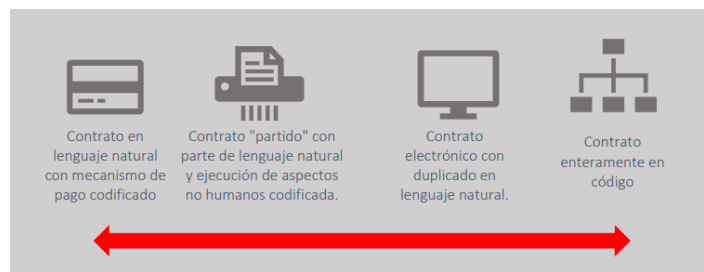 Contrato en
lenguaje natural
con mecanismo de
pago codificado
Contrato "partido" con
parte de lenguaje natural
y ejecución de aspectos
no humanos codificada.
Contrato
electrónico con
duplicado en
lenguaje natural.
Contrato
enteramente en
código